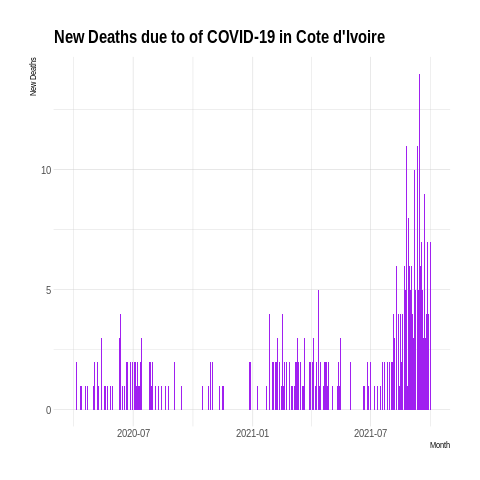 New Deaths due to of COVID-19 in Cote d'Ivoire
New Deaths
10
5
0
2020-07
2021-01
2021-07
Month